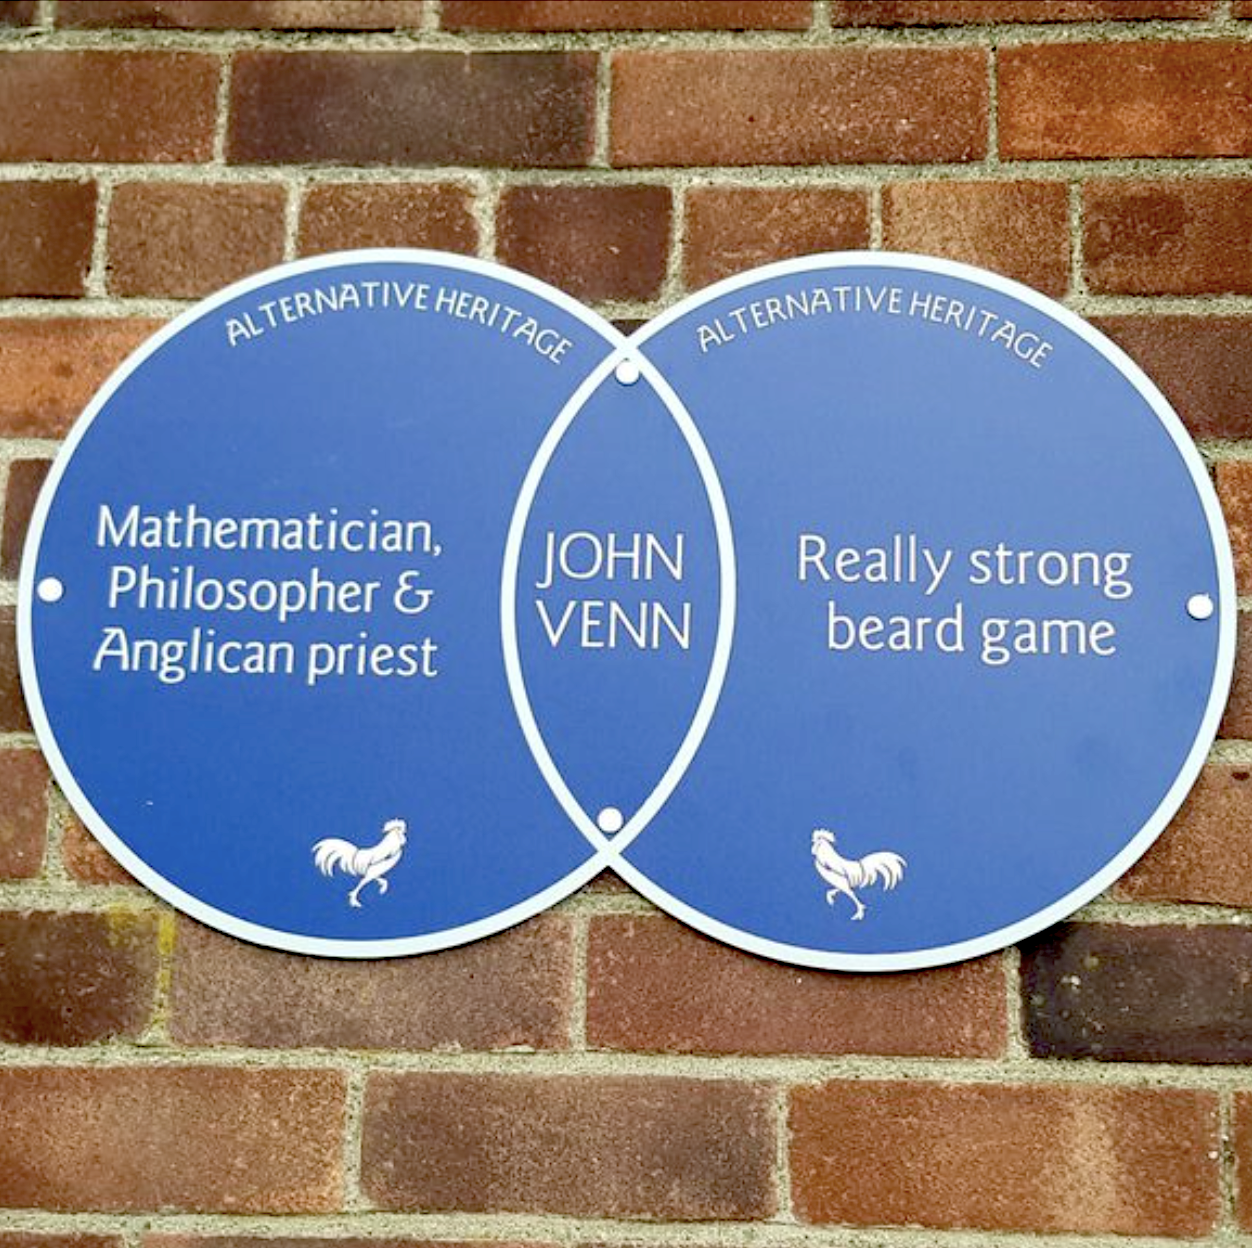 ALTERNATIVE HERITAGE
Mathematician,
Philosopher &
Anglican priest
JOHN
VENN
ALTERNATIVE HERITAGE
Really strong
beard game